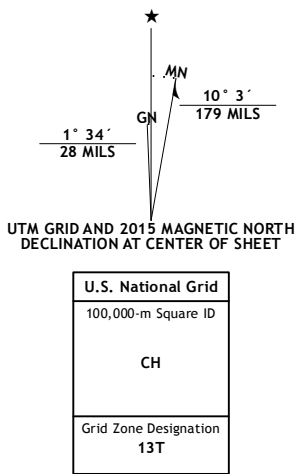 MN
GN
10° 3´
179 MILS
1° 34´
28 MILS
UTM GRID AND 2015 MAGNETIC NORTH
DECLINATION AT CENTER OF SHEET
U.S. National Grid
100,000-m Square ID
CH
Grid Zone Designation
13T